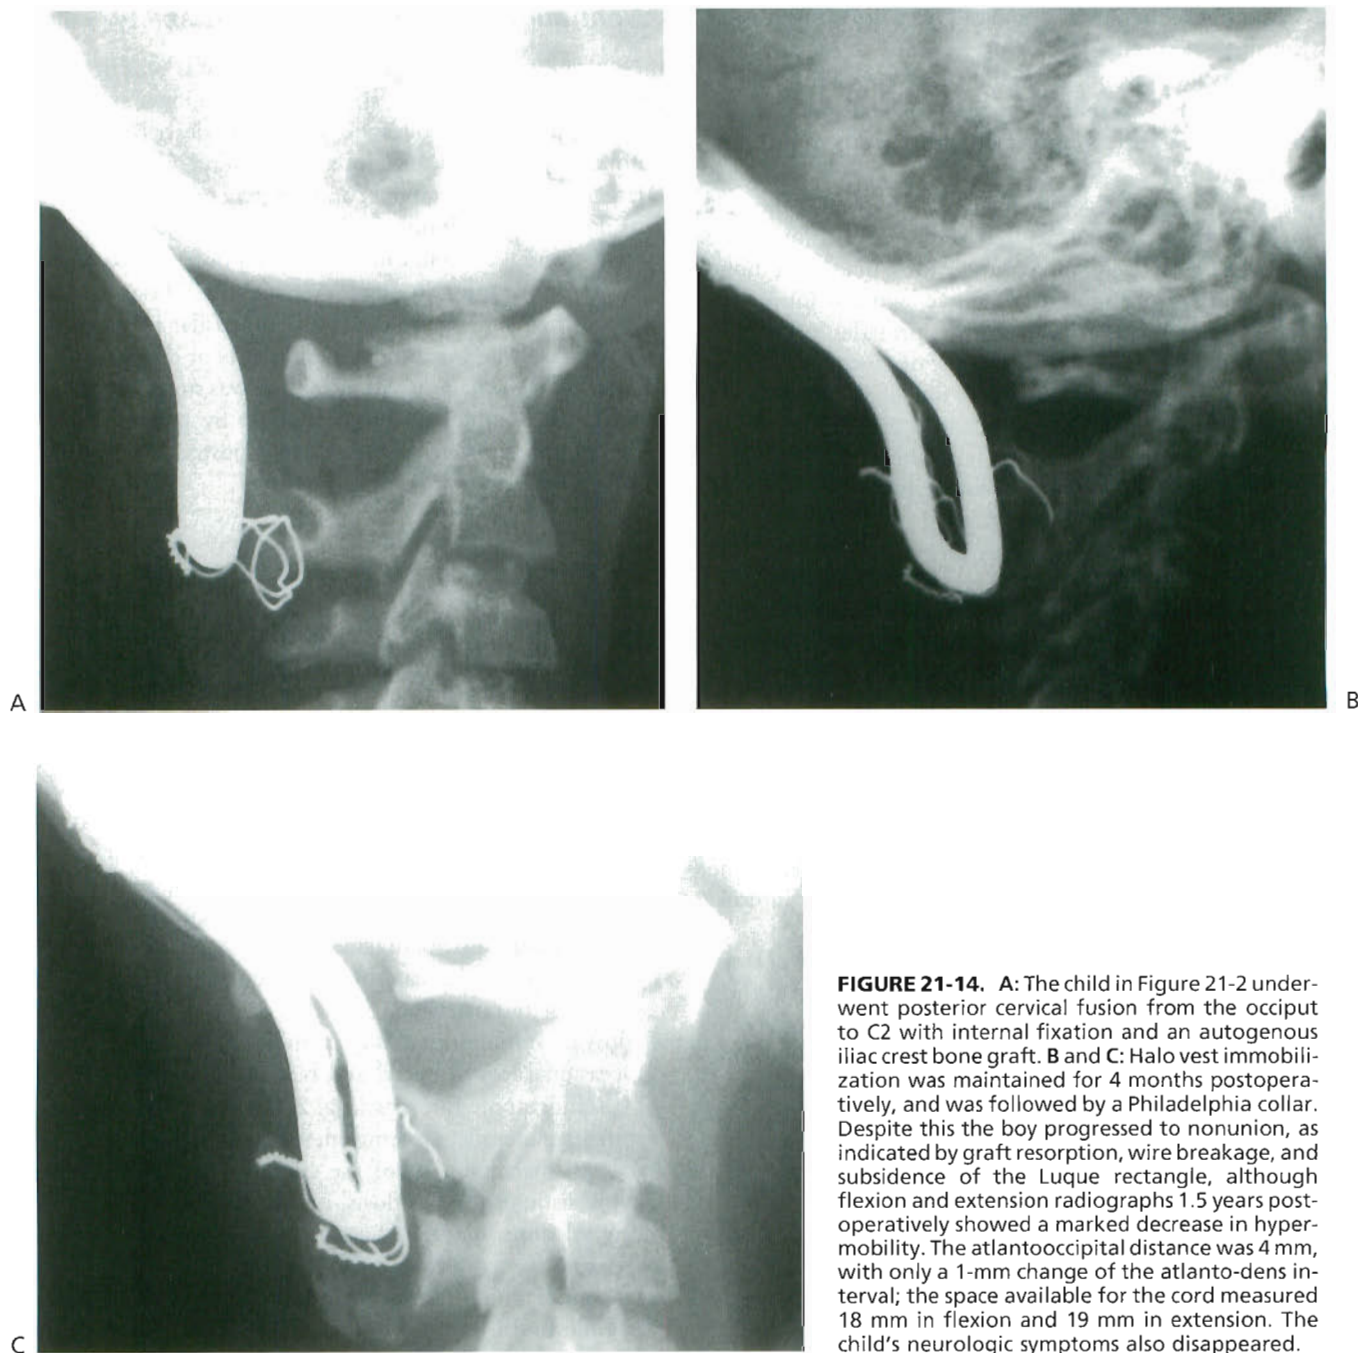 A
B
C
FIGURE 21-14. A: The child in Figure 21-2 under-
went posterior cervical fusion from the occiput
to C2 with internal fixation and an autogenous
iliac crest bone graft. B and C: Halo vest immobili-
zation was maintained for 4 months postopera-
tively, and was followed by a Philadelphia collar.
Despite this the boy progressed to nonunion, as
indicated by graft resorption, wire breakage, and
subsidence of the Luque rectangle, although
flexion and extension radiographs 1.5 years post-
operatively showed a marked decrease in hyper-
mobility. The atlantooccipital distance was 4 mm,
with only a 1-mm change of the atlanto-dens in-
terval; the space available for the cord measured
18 mm in flexion and 19 mm in extension. The
child's neurologic symptoms also disappeared.